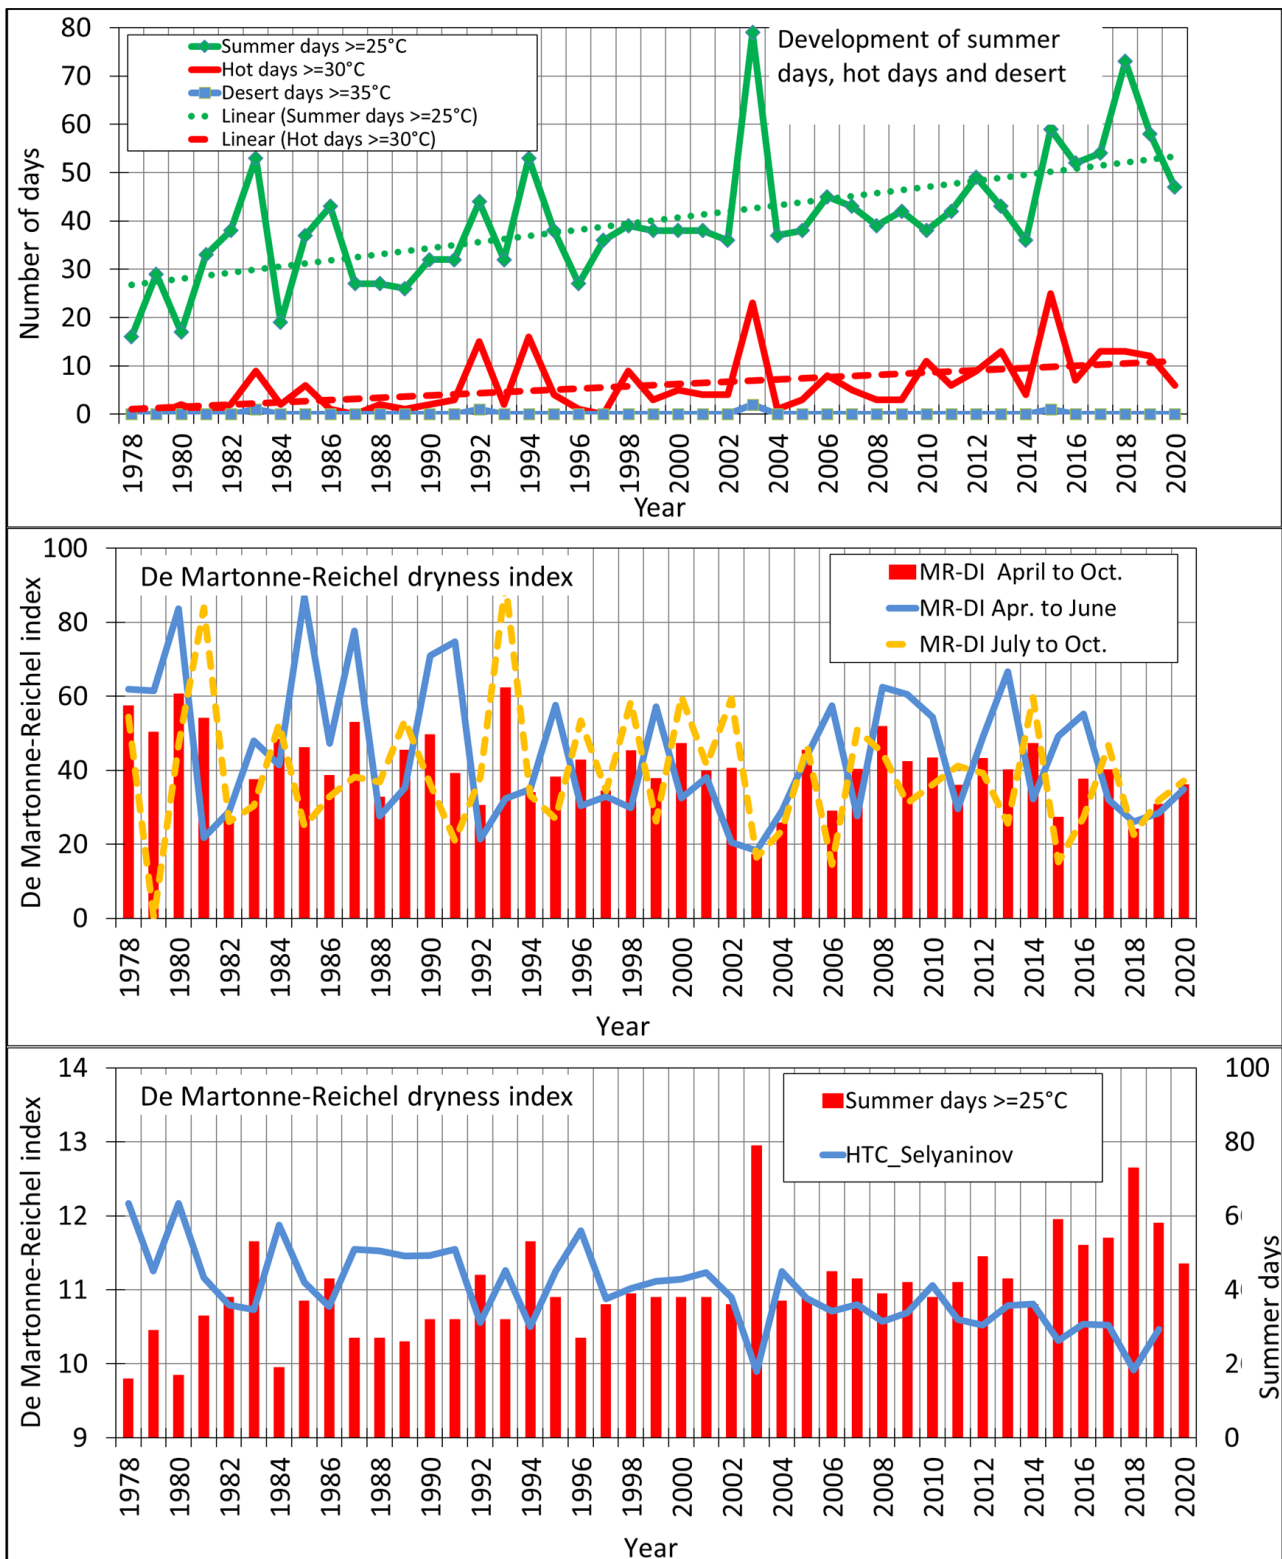 80
70
60
50
40
30
20
10
0
Number of days
Summer days >=25°C
Hot days >=30°C
Desert days >=35°C
Linear (Summer days >=25°C)
Linear (Hot days >=30°C)
Development of summer
days, hot days and desert
1978 1980 1982 1984 1986 1988 1990 1992 1994 1996 1998 2000 2002 2004 2006 2008 2010 2012 2014 2016 2018 2020
Year
100
80
60
40
20
0
De Martonne-Reichel index
De Martonne-Reichel dryness index
MR-DI April to Oct.
MR-DI Apr. to June
MR-DI July to Oct.
1978 1980 1982 1984 1986 1988 1990 1992 1994 1996 1998 2000 2002 2004 2006 2008 2010 2012 2014 2016 2018 2020
Year
14
13
12
11
10
9
De Martonne-Reichel index
De Martonne-Reichel dryness index
Summer days >=25°C
HTC_Selyaninov
100
80
60
40
20
0
Summer days
1978 1980 1982 1984 1986 1988 1990 1992 1994 1996 1998 2000 2002 2004 2006 2008 2010 2012 2014 2016 2018 2020
Year